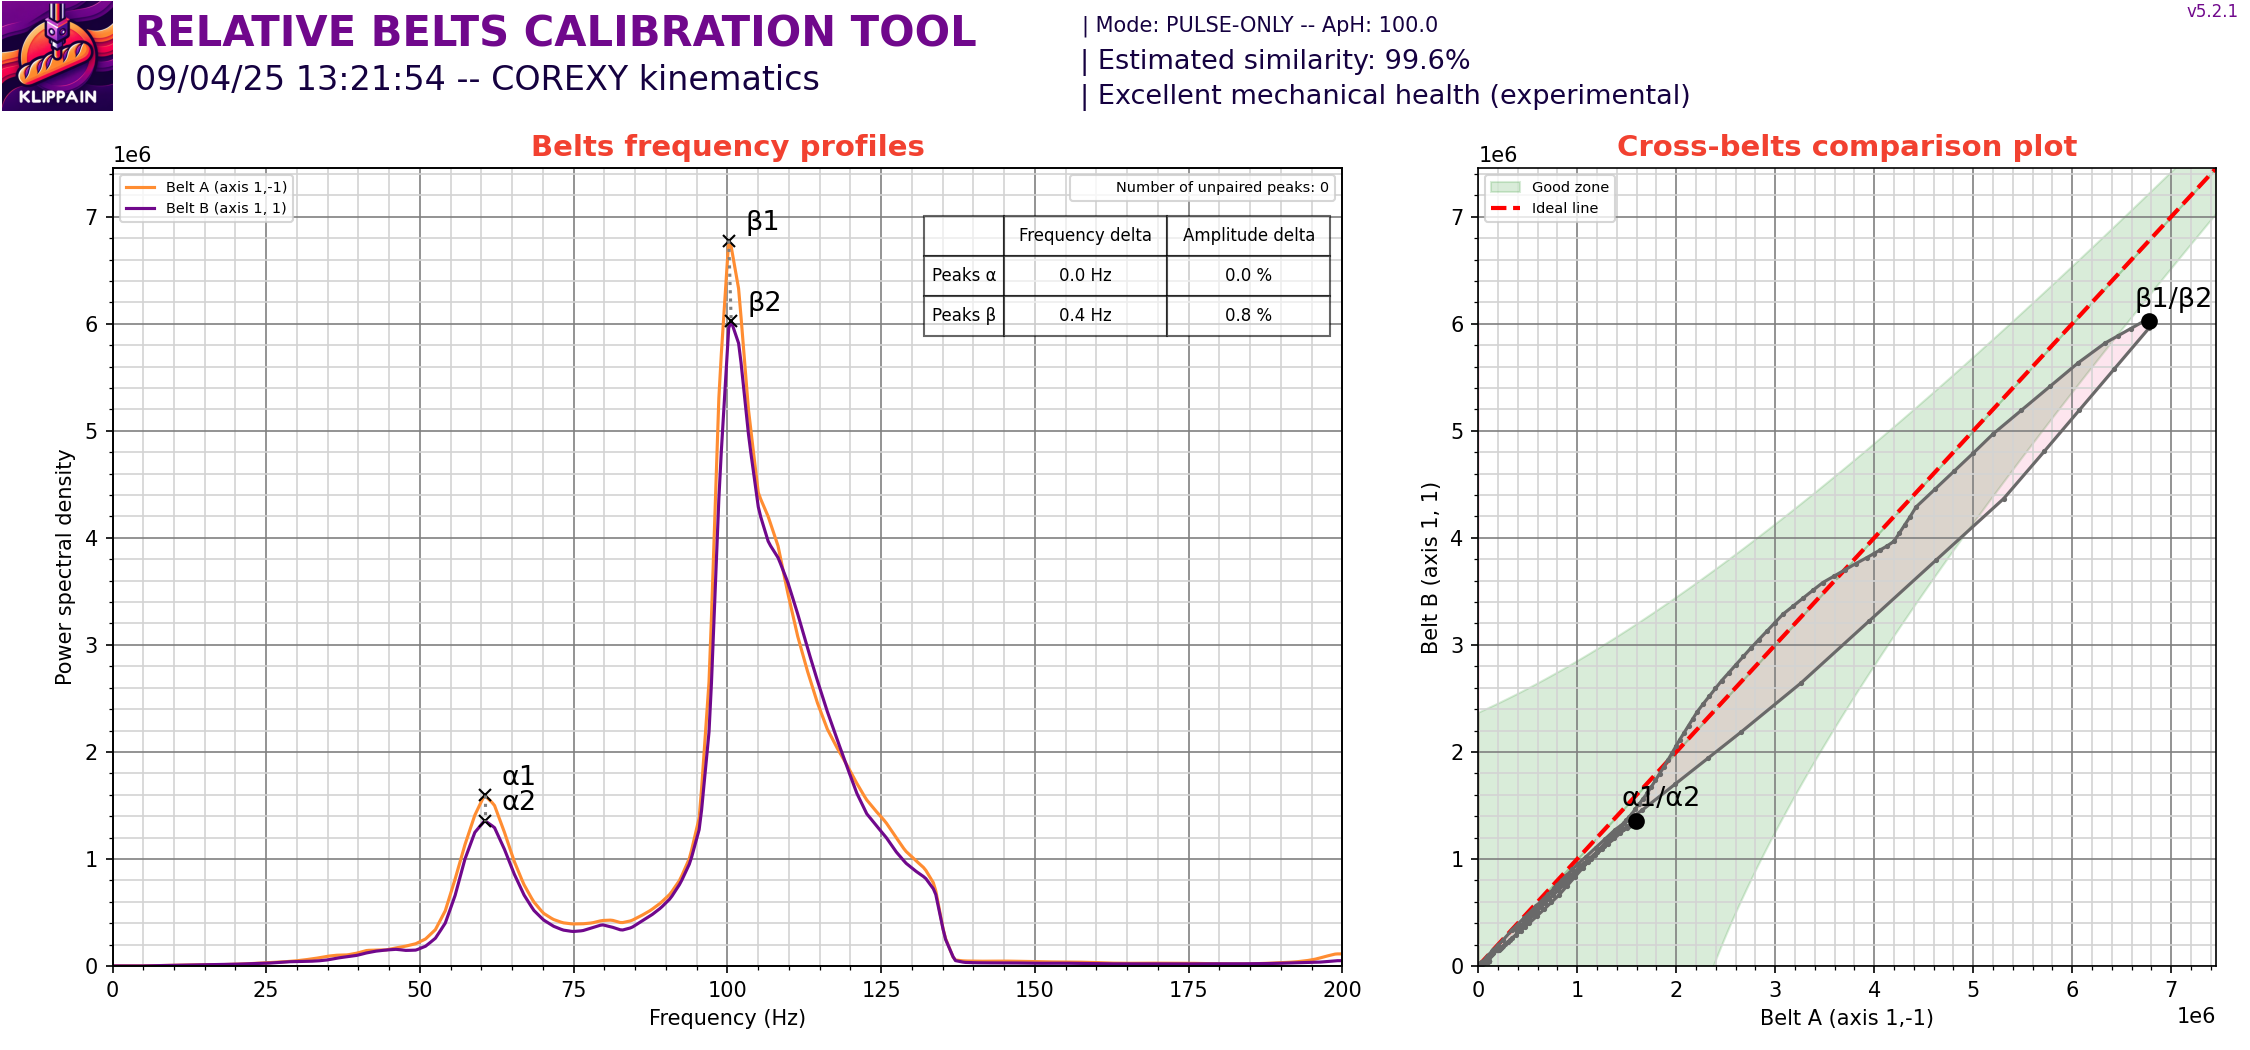 KLIPPAIN
RELATIVE BELTS CALIBRATION TOOL
09/04/25 13:21:54 -- COREXY kinematics
| Mode: PULSE-ONLY -- ApH: 100.0
| Estimated similarity: 99.6%
| Excellent mechanical health (experimental)
v5.2.1
Belts frequency profiles
1e6
Belt A (axis 1,-1)
Belt B (axis 1, 1)
Number of unpaired peaks: 0
Frequency delta Amplitude delta
Peaks α 0.0 Hz 0.0 %
Peaks β 0.4 Hz 0.8 %
β1
β2
α1
α2
7
6
5
4
3
2
1
0
Power spectral density
0 25 50 75 100 125 150 175 200
Frequency (Hz)
Cross-belts comparison plot
1e6
Good zone
Ideal line
β1/β2
α1/α2
7
6
5
4
3
2
1
0
Belt B (axis 1, 1)
0 1 2 3 4 5 6 7
Belt A (axis 1,-1)
1e6